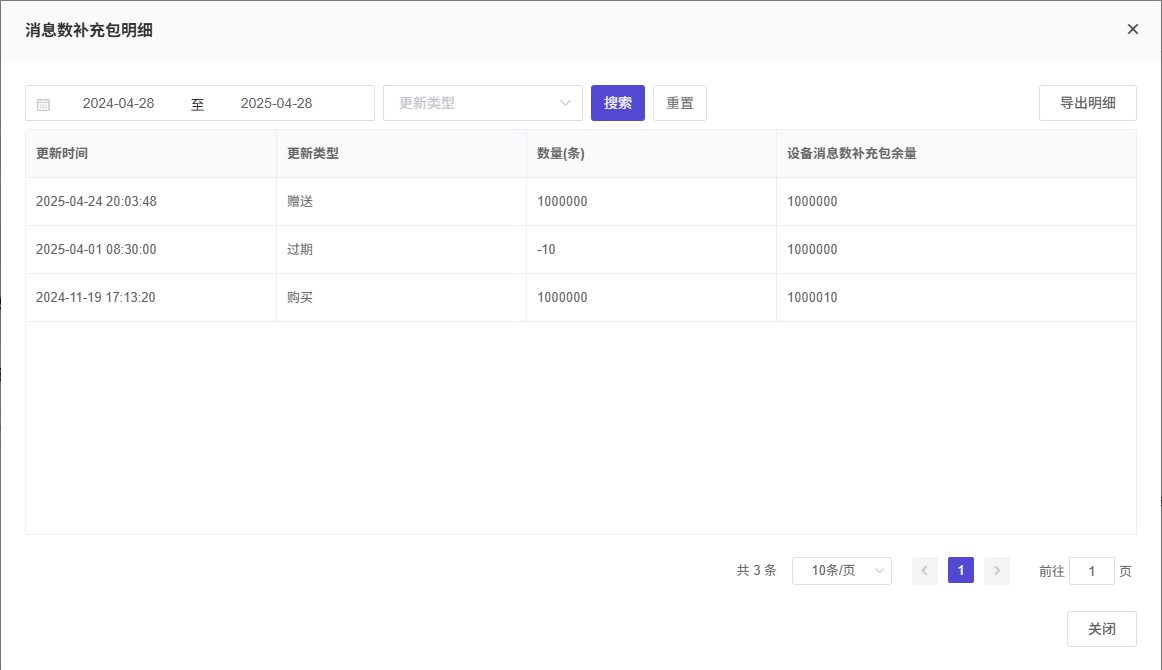 消息数补充包明细
2024-04-28 至 2025-04-28 更新类型 搜索 重置 导出明细
更新时间 更新类型 数量(条) 设备消息数补充包余量
2025-04-24 20:03:48 赠送 1000000 1000000
2025-04-01 08:30:00 过期 -10 1000000
2024-11-19 17:13:20 购买 1000000 1000010
共 3 条 10条/页 1 前往 1 页
关闭